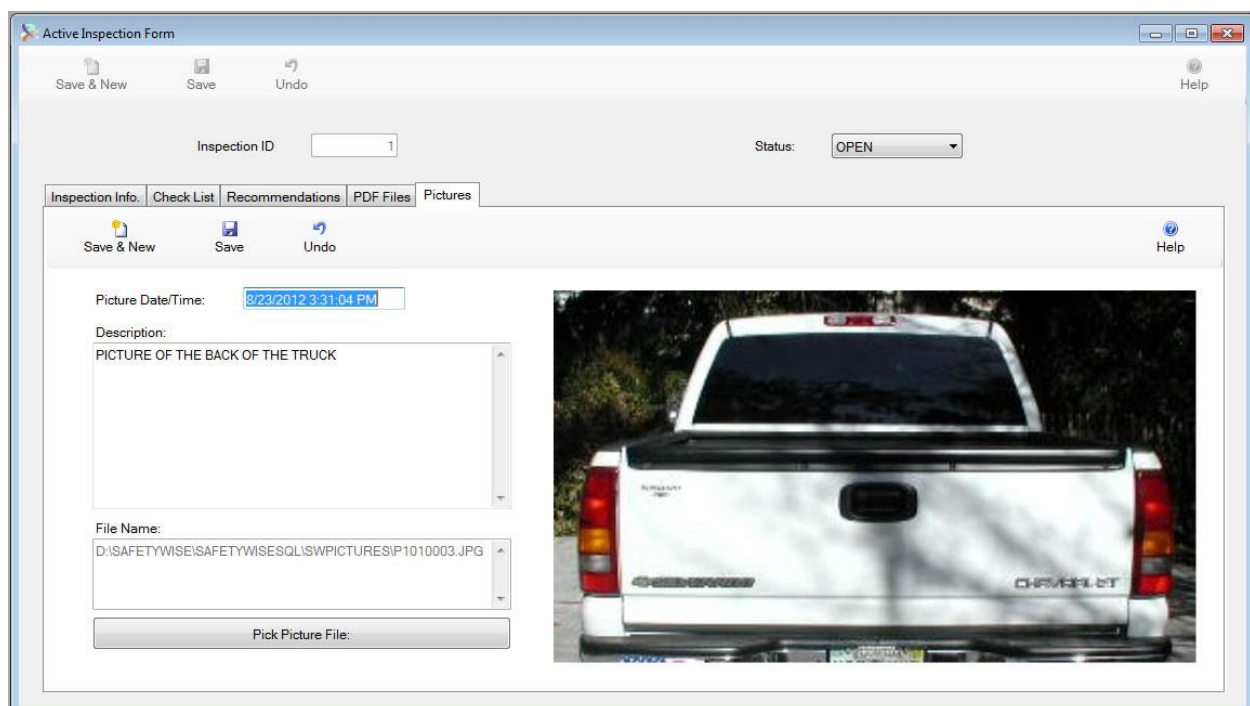 Active Inspection Form
Save & New Save Undo Help
Inspection ID 1 Status: OPEN
Inspection Info. Check List Recommendations PDF Files Pictures
Save & New Save Undo Help
Picture Date/Time: 8/23/2012 3:31:04 PM
Description:
PICTURE OF THE BACK OF THE TRUCK
File Name:
D:\SAFETYWISE\SAFETYWISESQL\SWPICTURES\P1010003.JPG
Pick Picture File:
SILVERADO CHEVROLET